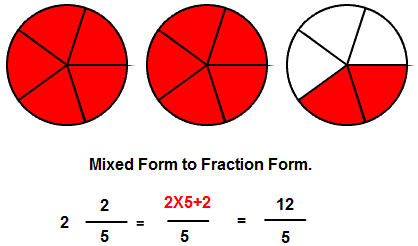 Mixed Form to Fraction Form.
2 2/5 = 2X5+2/5 = 12/5